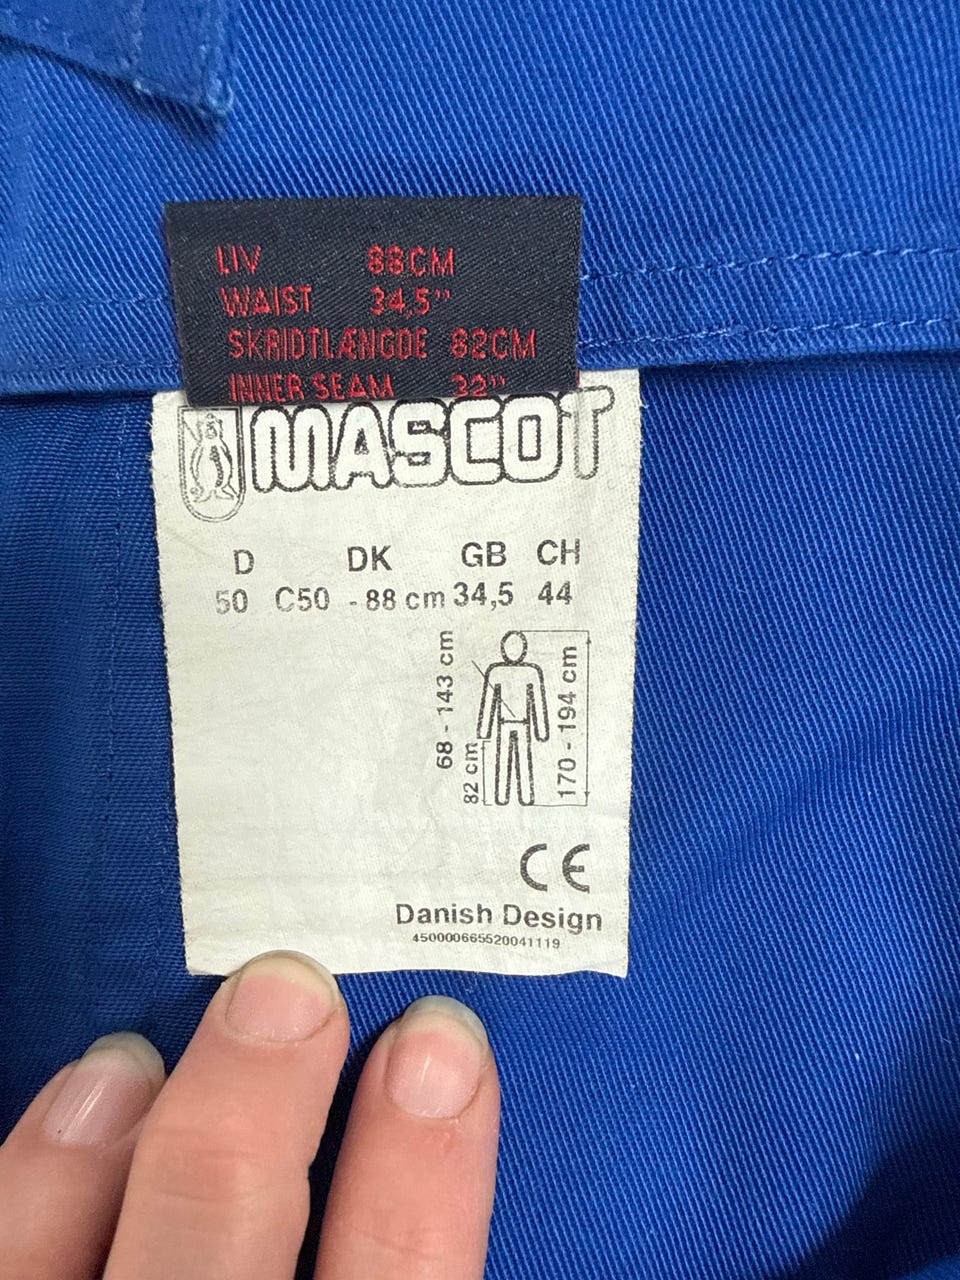 LIV 88CM
WAIST 34,5"
SKRIDTLÆNGDE 82CM
INNER SEAM 32"
MASCOT
D DK GB CH
50 C50 - 88 cm 34,5 44
68 - 143 cm
82 cm
170 - 194 cm
CE
Danish Design
450000665520041119